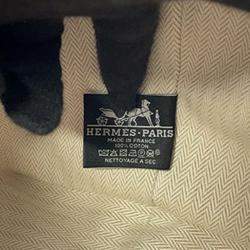 HERMES-PARIS
MADE IN FRANCE
100% COTON
NETTOYAGE A SEC